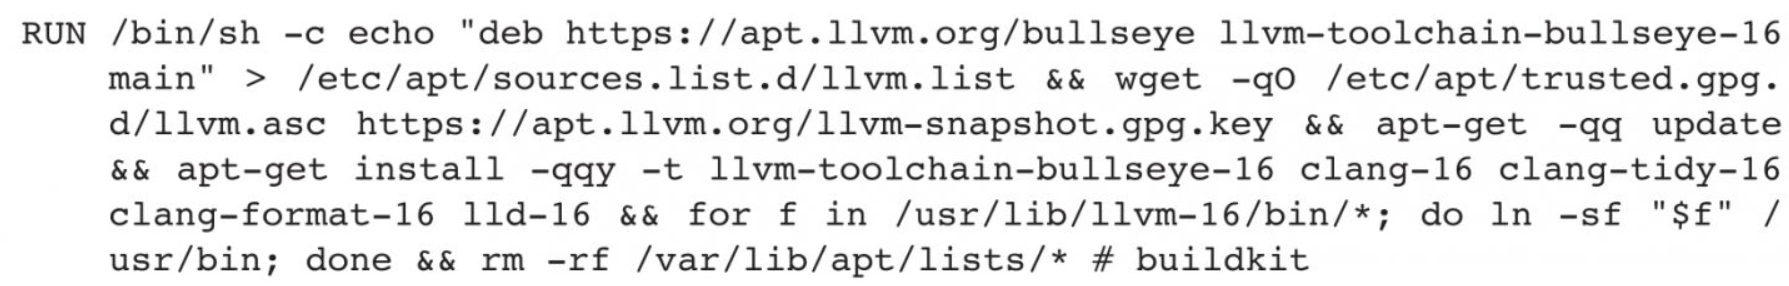 RUN /bin/sh -c echo "deb https://apt.llvm.org/bullseye llvm-toolchain-bullseye-16
main" > /etc/apt/sources.list.d/llvm.list && wget -qO /etc/apt/trusted.gpg.
d/llvm.asc https://apt.llvm.org/llvm-snapshot.gpg.key && apt-get -qq update
&& apt-get install -qqy -t llvm-toolchain-bullseye-16 clang-16 clang-tidy-16
clang-format-16 lld-16 && for f in /usr/lib/llvm-16/bin/*; do ln -sf "$f" /
usr/bin; done && rm -rf /var/lib/apt/lists/* # buildkit